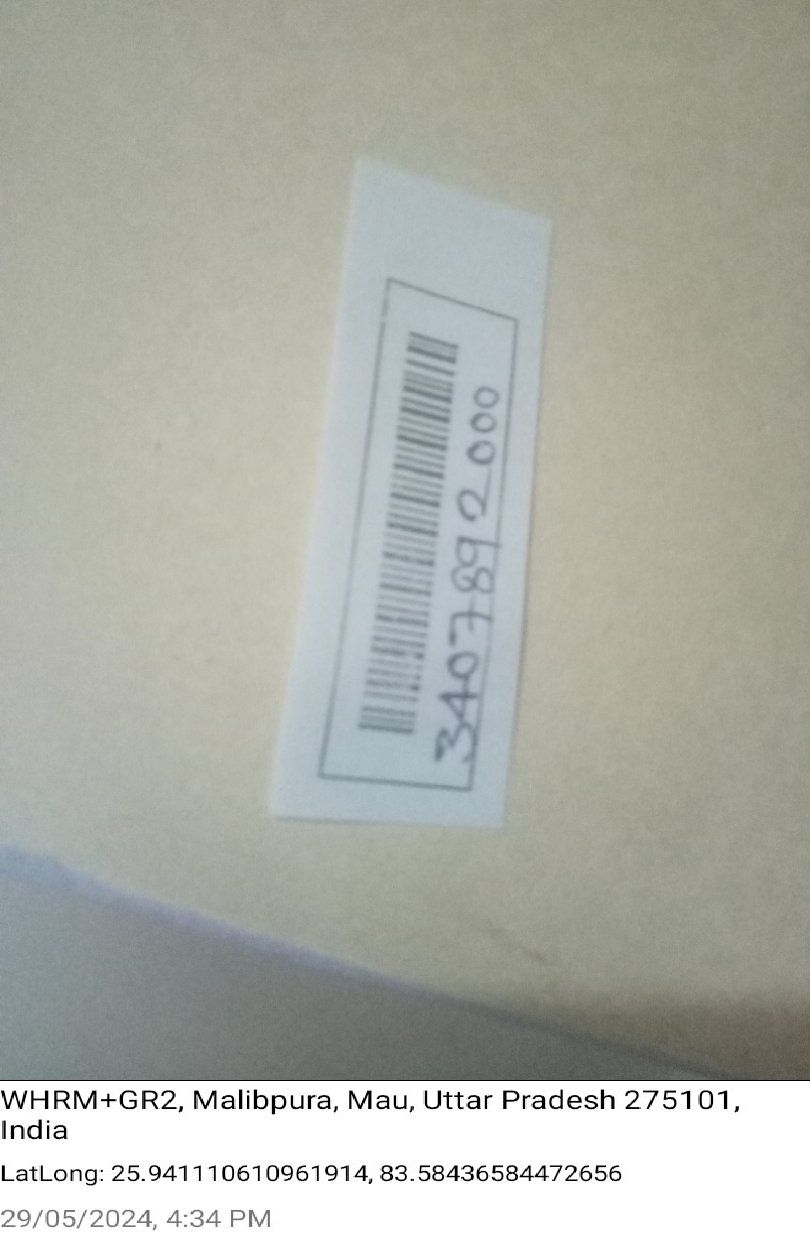 3407892000
WHRM+GR2, Malibpura, Mau, Uttar Pradesh 275101,
India
LatLong: 25.941110610961914, 83.58436584472656
29/05/2024, 4:34 PM